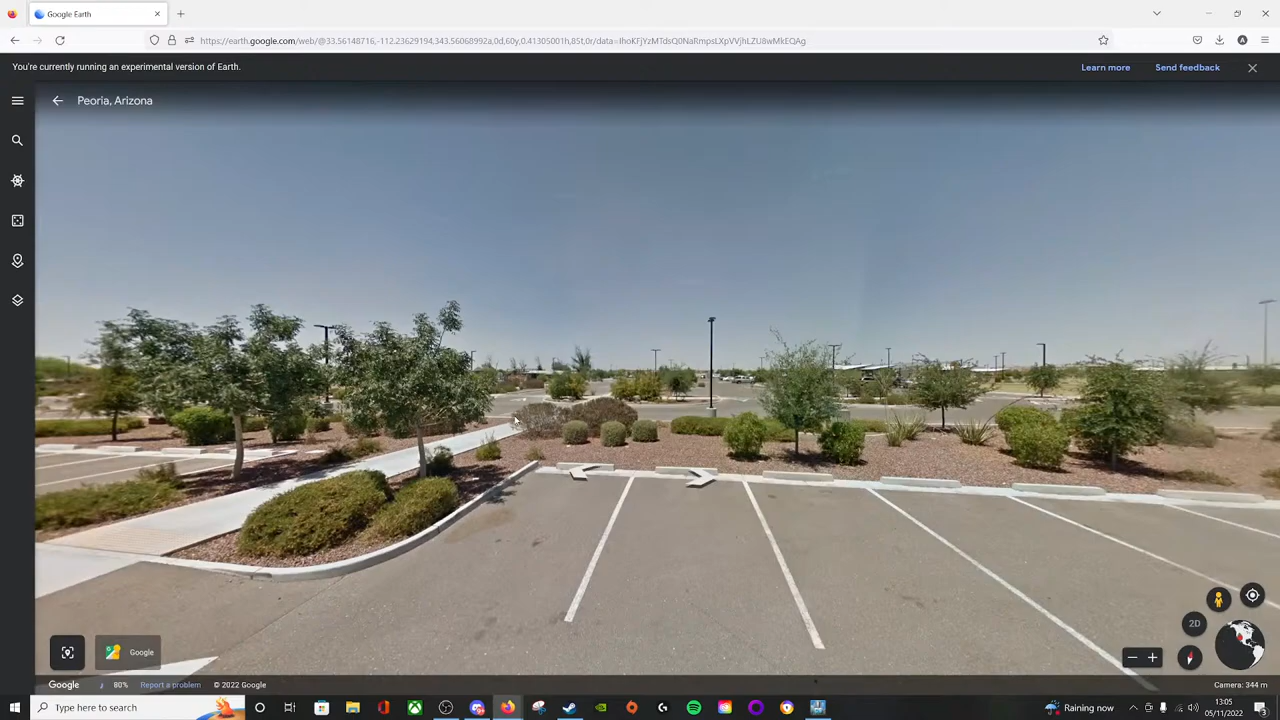 Google Earth
https://earth.google.com/web/@33.56148716,-112.23629194,343.56068992a,0d,60y,0.41305001h,85t,0r/data=IhoKFjYzMTdsQ0NaRmpsLXpVVjhLZU8wMkEQAg
You're currently running an experimental version of Earth.
Learn more
Send feedback
Peoria, Arizona
Google
2D
Google
80%
Report a problem
© 2022 Google
Camera: 344 m
Type here to search
Raining now
13:05
05/11/2022
3